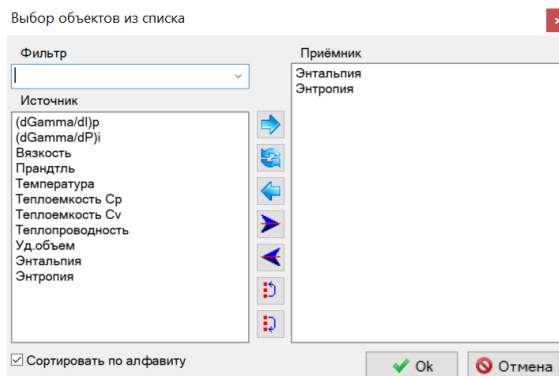 Выбор объектов из списка
Фильтр
Источник
(dGamma/dI)p
(dGamma/dP)i
Вязкость
Прандтль
Температура
Теплоемкость Cp
Теплоемкость Cv
Теплопроводность
Уд.объем
Энтальпия
Энтропия
Сортировать по алфавиту
Приёмник
Энтальпия
Энтропия
Ok
Отмена